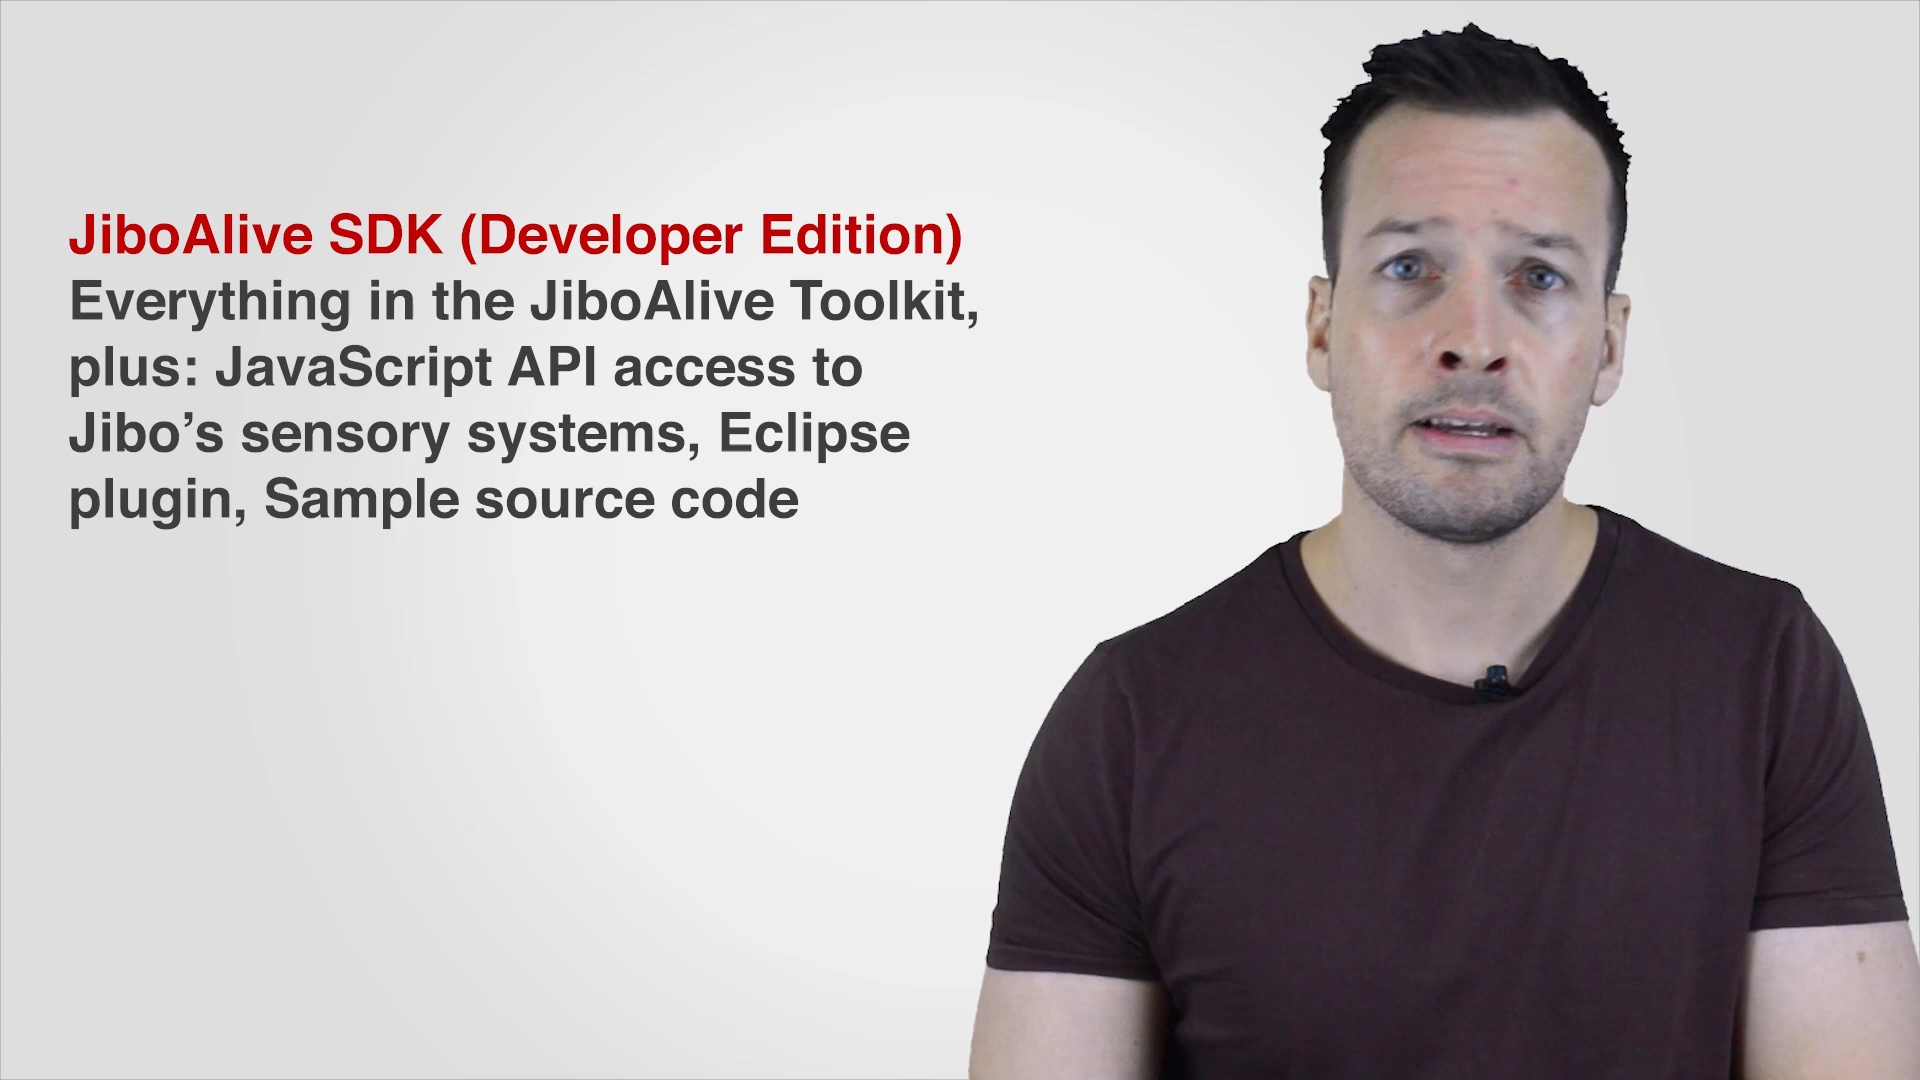 JiboAlive SDK (Developer Edition)
Everything in the JiboAlive Toolkit,
plus: JavaScript API access to
Jibo’s sensory systems, Eclipse
plugin, Sample source code